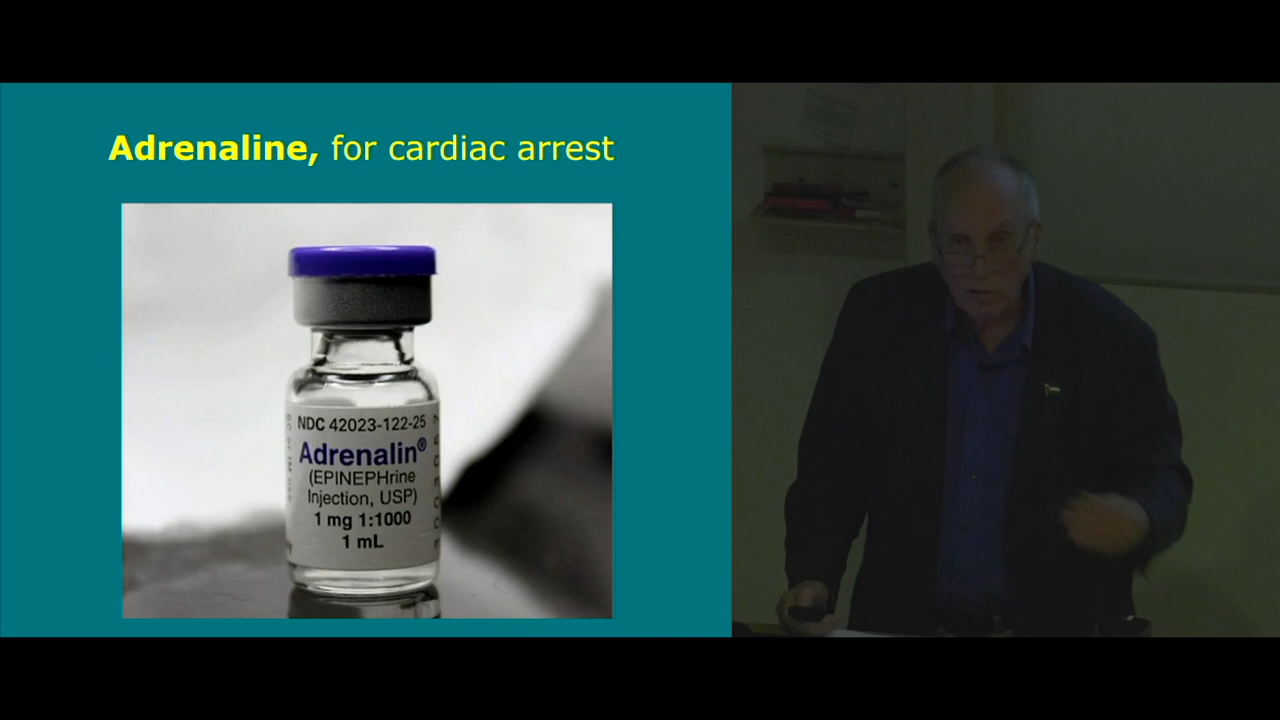 Adrenaline, for cardiac arrest
NDC 42023-122-25
Adrenalin®
(EPINEPHrine
Injection, USP)
1 mg 1:1000
1 mL